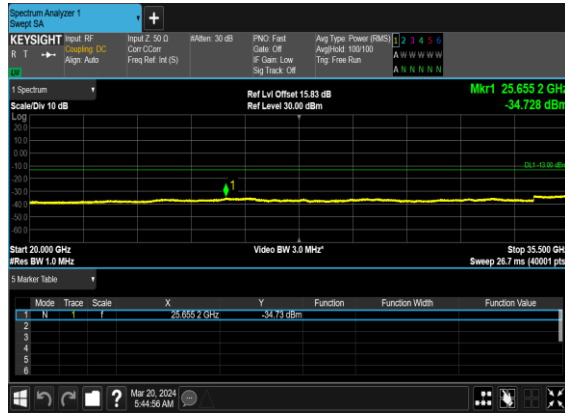 Spectrum Analyzer 1
Swept SA
+
KEYSIGHT Input: RF Input Z: 50 Ω #Atten: 30 dB PNO: Fast Avg Type: Power (RMS) 1 2 3 4 5 6
R T Coupling: DC Corr CCorr Gate: Off Avg|Hold: 100/100 A W W W W W
Align: Auto Freq Ref: Int (S) IF Gain: Low Trig: Free Run
Sig Track: Off A N N N N N
1 Spectrum Ref Lvl Offset 15.83 dB Mkr1 25.655 2 GHz
Scale/Div 10 dB Ref Level 30.00 dBm -34.728 dBm
Log
20.0
10.0
0.00
-10.0 DL1 -13.00 dBm
-20.0
-30.0 1
-40.0
-50.0
-60.0
Start 20.000 GHz Video BW 3.0 MHz* Stop 35.500 GHz
#Res BW 1.0 MHz Sweep 26.7 ms (40001 pts)
5 Marker Table
Mode Trace Scale X Y Function Function Width Function Value
1 N 1 f 25.655 2 GHz -34.73 dBm
2
3
4
5
6
? Mar 20, 2024
5:44:56 AM